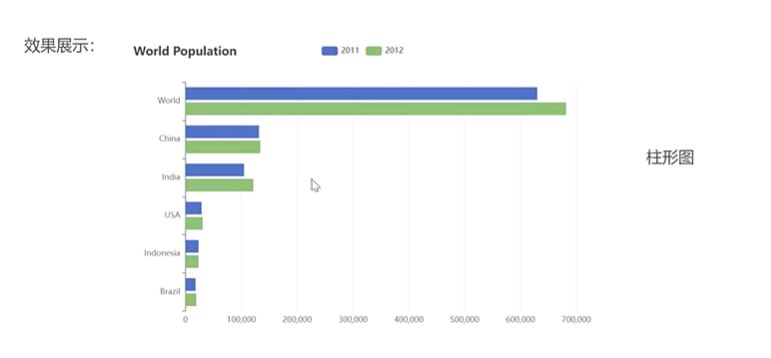 效果展示：
World Population
2011 2012
World
China
柱形图
India
USA
Indonesia
Brazil
0 100,000 200,000 300,000 400,000 500,000 600,000 700,000